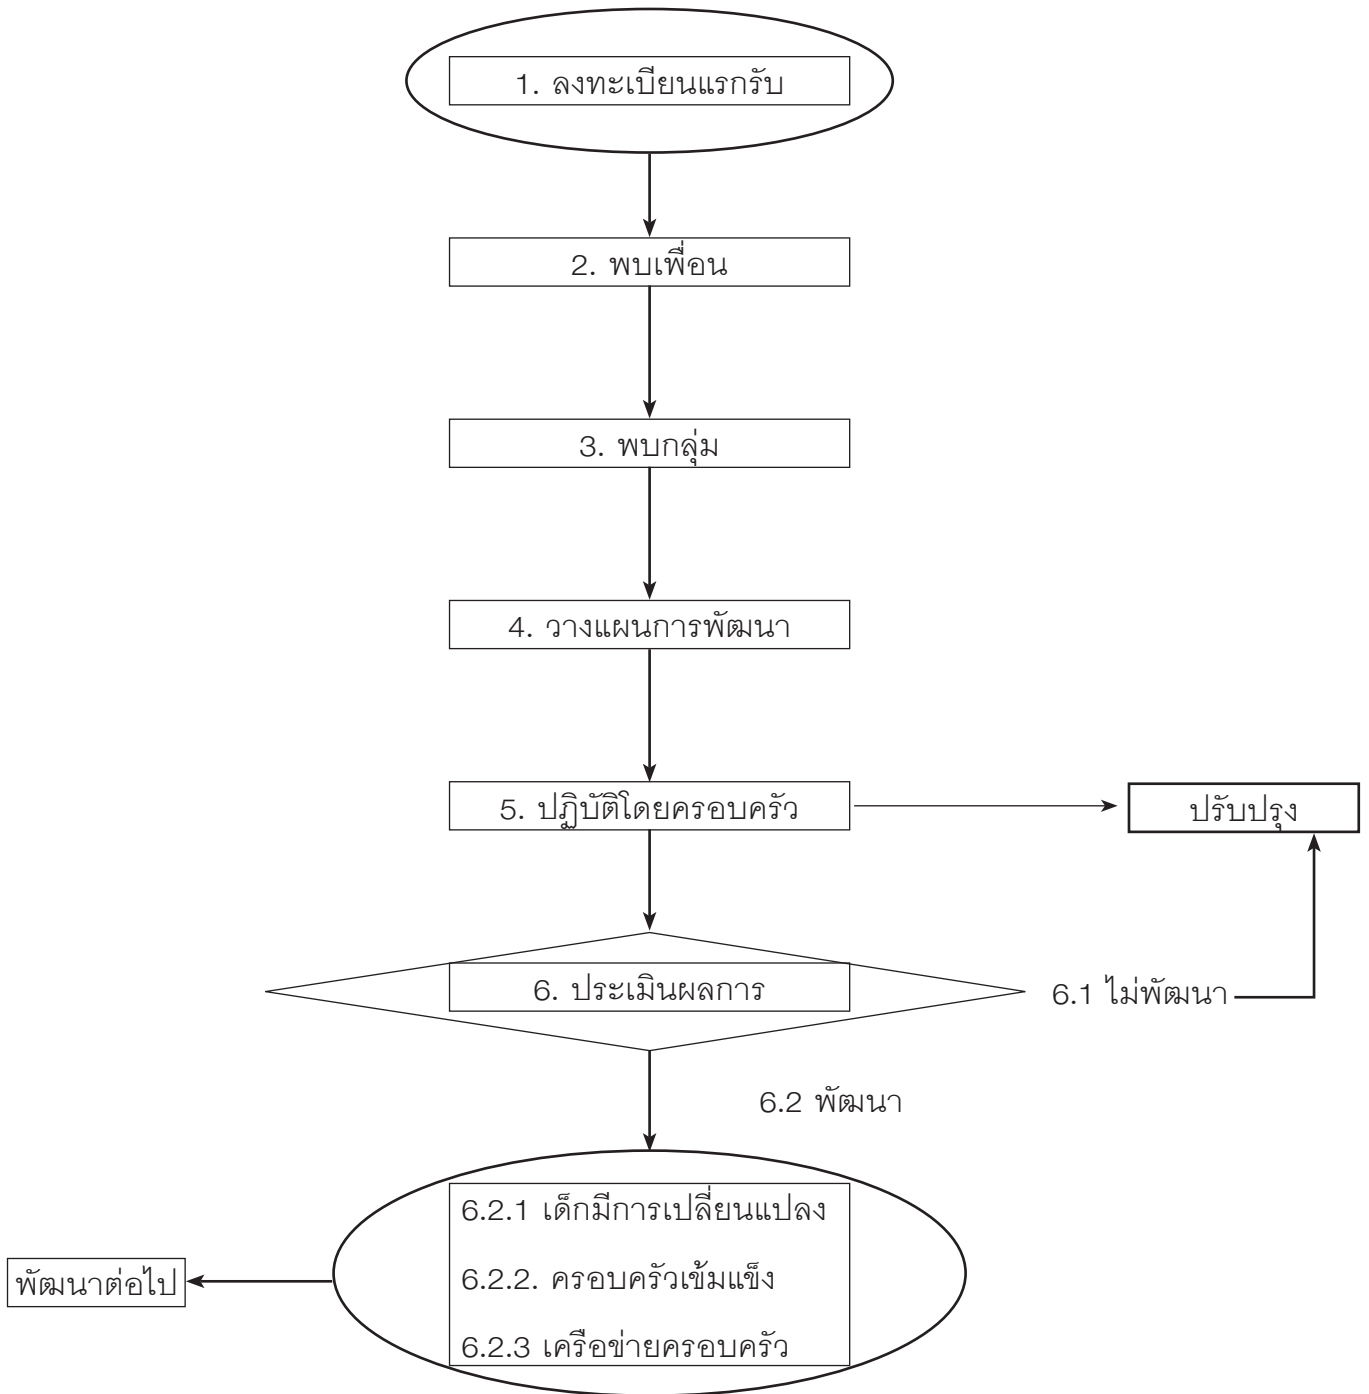 1. ลงทะเบียนแรกรับ
2. พบเพื่อน
3. พบกลุ่ม
4. วางแผนการพัฒนา
5. ปฏิบัติโดยครอบครัว
ปรับปรุง
6. ประเมินผลการ
6.1 ไม่พัฒนา
6.2 พัฒนา
6.2.1 เด็กมีการเปลี่ยนแปลง
6.2.2. ครอบครัวเข้มแข็ง
พัฒนาต่อไป
6.2.3 เครือข่ายครอบครัว